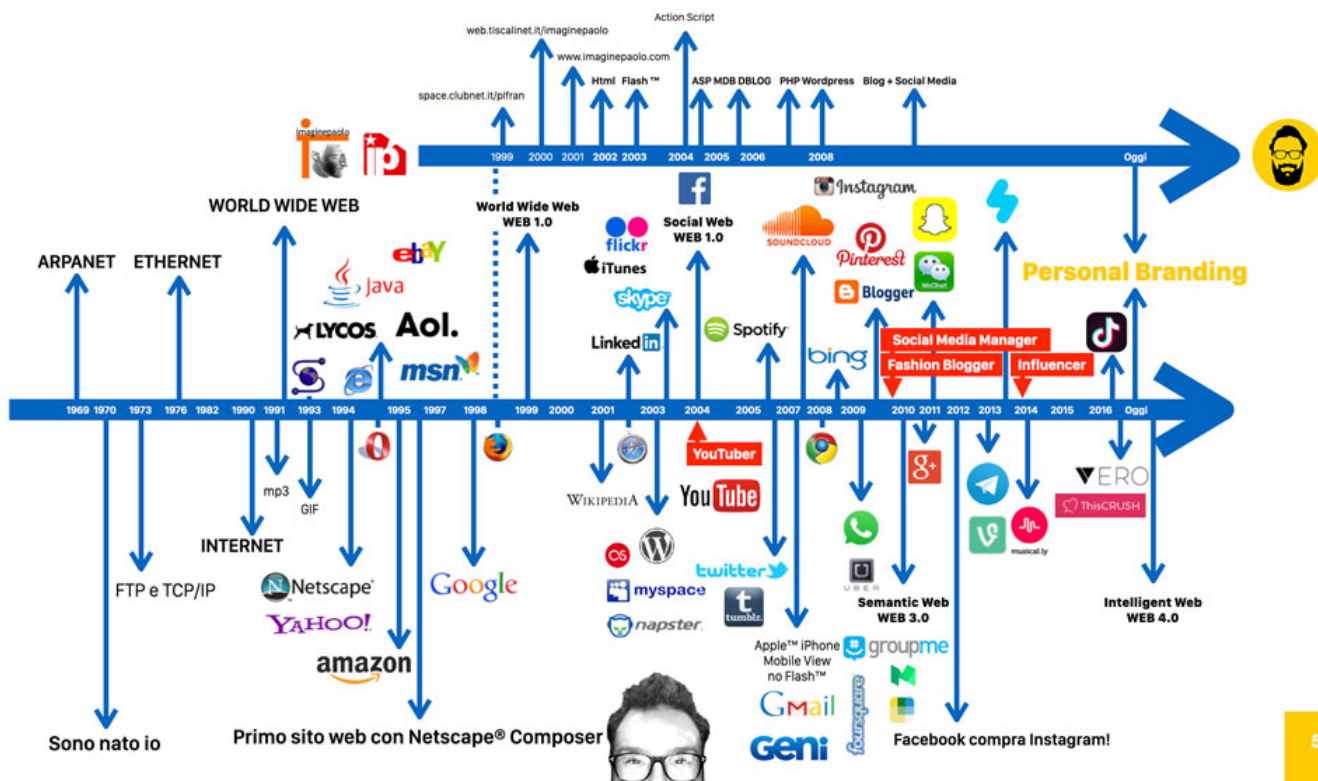 Action Script
web.tiscalinet.it/imaginepaolo
www.imaginepaolo.com
space.clubnet.it/plfran
Html
Flash ™
ASP MDB DBLOG
PHP Wordpress
Blog + Social Media
imaginepaolo
1999
2000
2001
2002
2003
2004
2005
2006
2008
Oggi
WORLD WIDE WEB
World Wide Web
WEB 1.0
Social Web
WEB 1.0
Instagram
SOUNDCLOUD
flickr
iTunes
skype
Pinterest
WeChat
Blogger
Personal Branding
ARPANET
ETHERNET
ebay
Java
LYCOS
Aol.
msn
Linked in
Spotify
bing
Social Media Manager
Fashion Blogger
Influencer
1969
1970
1973
1976
1982
1990
1991
1993
1994
1995
1997
1998
1999
2000
2001
2003
2004
2005
2007
2008
2009
2010
2011
2012
2013
2014
2015
2016
Oggi
YouTuber
mp3
GIF
WIKIPEDIA
You Tube
g+
VERO
ThisCRUSH
musical.ly
INTERNET
FTP e TCP/IP
N Netscape®
YAHOO!
amazon
Google
myspace
napster
twitter
t
tumblr.
UBER
Semantic Web
WEB 3.0
Intelligent Web
WEB 4.0
Apple™ iPhone
Mobile View
no Flash™
groupme
foursquare
GMail
Geni
Sono nato io
Primo sito web con Netscape® Composer
Facebook compra Instagram!
5